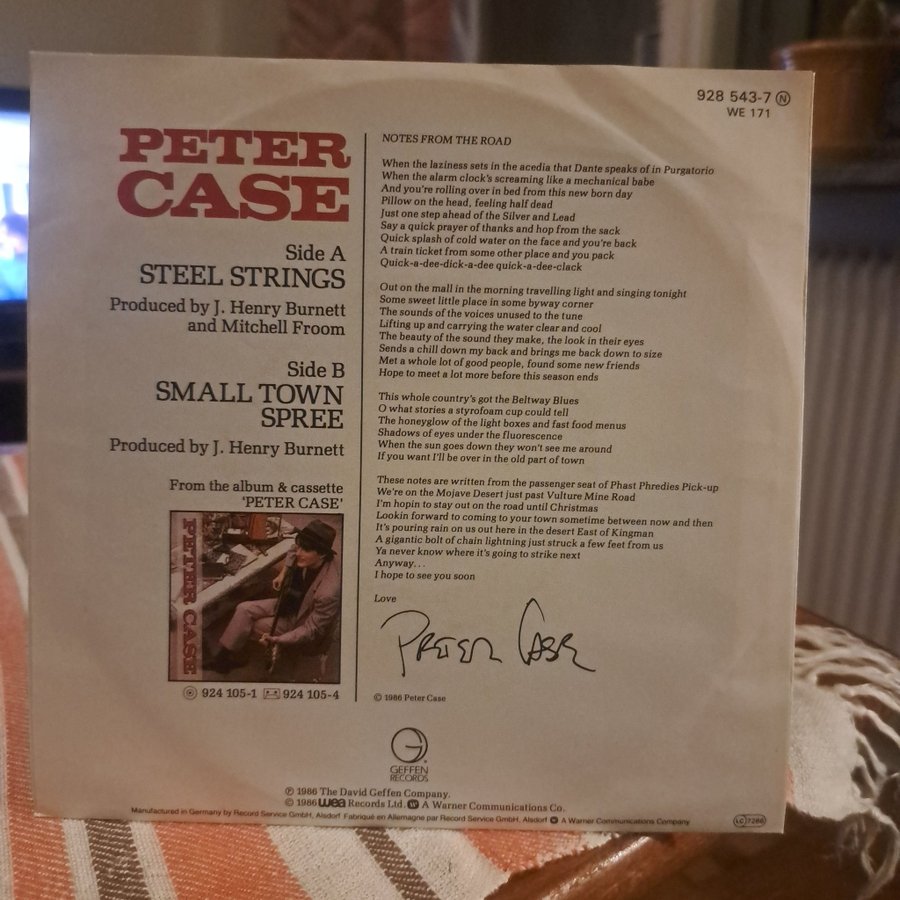 928 543-7 N
WE 171
PETER
CASE
Side A
STEEL STRINGS
Produced by J. Henry Burnett
and Mitchell Froom
Side B
SMALL TOWN
SPREE
Produced by J. Henry Burnett
From the album & cassette
'PETER CASE'
PETER CASE
924 105-1 924 105-4
NOTES FROM THE ROAD
When the laziness sets in the acedia that Dante speaks of in Purgatorio
When the alarm clock's screaming like a mechanical babe
And you're rolling over in bed from this new born day
Pillow on the head, feeling half dead
Just one step ahead of the Silver and Lead
Say a quick prayer of thanks and hop from the sack
Quick splash of cold water on the face and you're back
A train ticket from some other place and you pack
Quick-a-dee-dick-a-dee quick-a-dee-clack
Out on the mall in the morning travelling light and singing tonight
Some sweet little place in some byway corner
The sounds of the voices unused to the tune
Lifting up and carrying the water clear and cool
The beauty of the sound they make, the look in their eyes
Sends a chill down my back and brings me back down to size
Met a whole lot of good people, found some new friends
Hope to meet a lot more before this season ends
This whole country's got the Beltway Blues
O what stories a styrofoam cup could tell
The honeyglow of the light boxes and fast food menus
Shadows of eyes under the fluorescence
When the sun goes down they won't see me around
If you want I'll be over in the old part of town
These notes are written from the passenger seat of Phast Phredies Pick-up
We're on the Mojave Desert just past Vulture Mine Road
I'm hopin to stay out on the road until Christmas
Lookin forward to coming to your town sometime between now and then
It's pouring rain on us out here in the desert East of Kingman
A gigantic bolt of chain lightning just struck a few feet from us
Ya never know where it's going to strike next
Anyway...
I hope to see you soon
Love
PETER CASE
© 1986 Peter Case
GEFFEN
RECORDS
℗ 1986 The David Geffen Company.
© 1986 wea Records Ltd. A Warner Communications Co.
Manufactured in Germany by Record Service GmbH, Alsdorf Fabriqué en Allemagne par Record Service GmbH, Alsdorf A Warner Communications Company
LC 7266